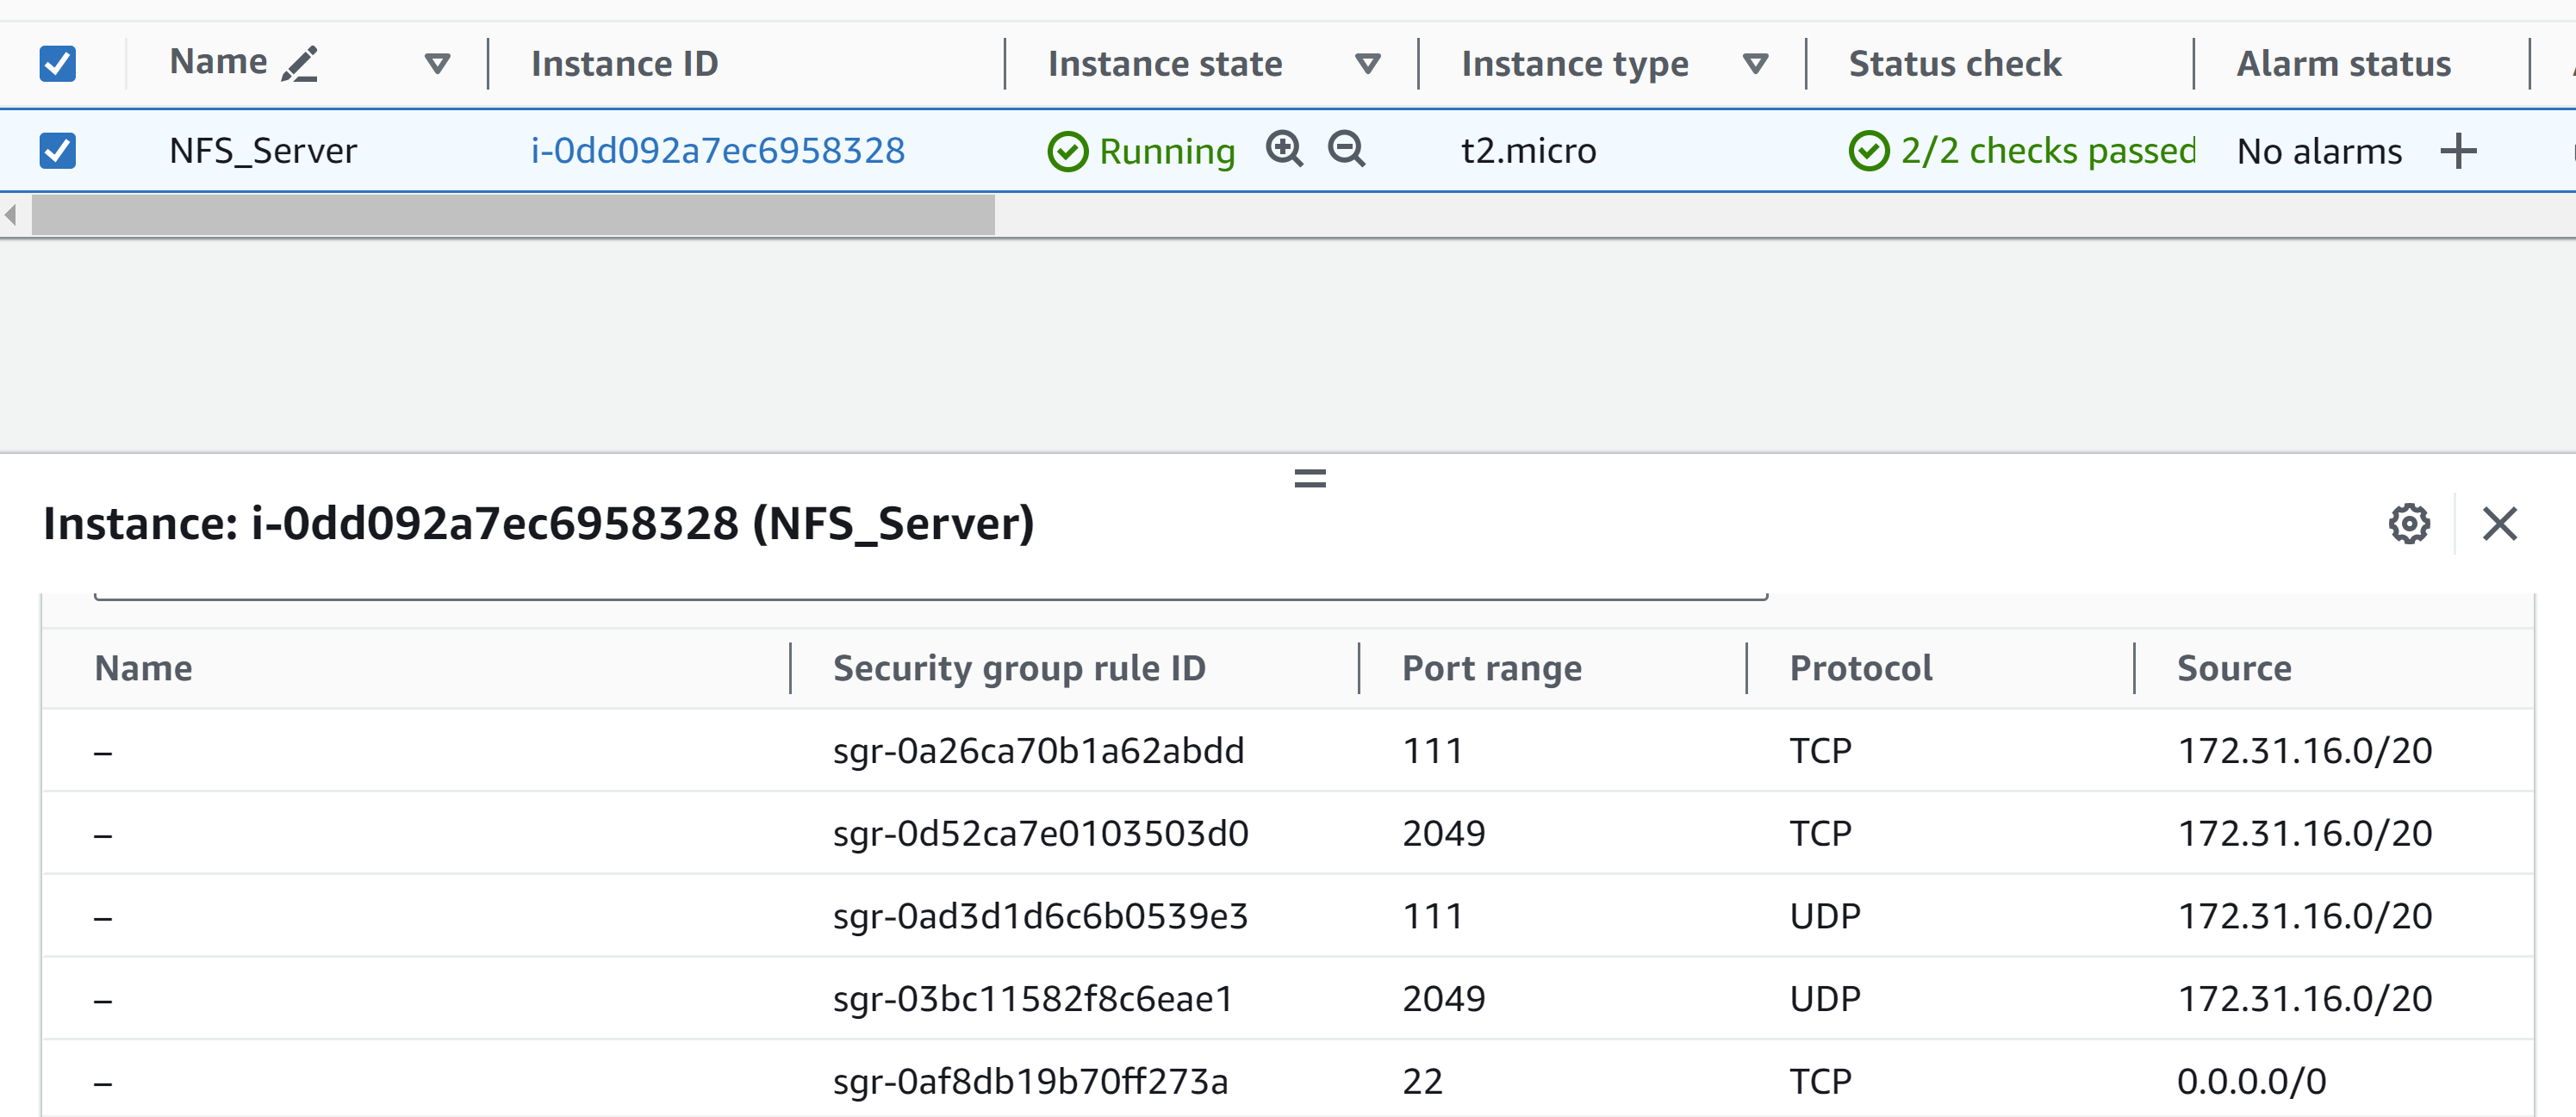 Name Instance ID Instance state Instance type Status check Alarm status
NFS_Server i-0dd092a7ec6958328 Running t2.micro 2/2 checks passed No alarms
Instance: i-0dd092a7ec6958328 (NFS_Server)
Name Security group rule ID Port range Protocol Source
– sgr-0a26ca70b1a62abdd 111 TCP 172.31.16.0/20
– sgr-0d52ca7e0103503d0 2049 TCP 172.31.16.0/20
– sgr-0ad3d1d6c6b0539e3 111 UDP 172.31.16.0/20
– sgr-03bc11582f8c6eae1 2049 UDP 172.31.16.0/20
– sgr-0af8db19b70ff273a 22 TCP 0.0.0.0/0